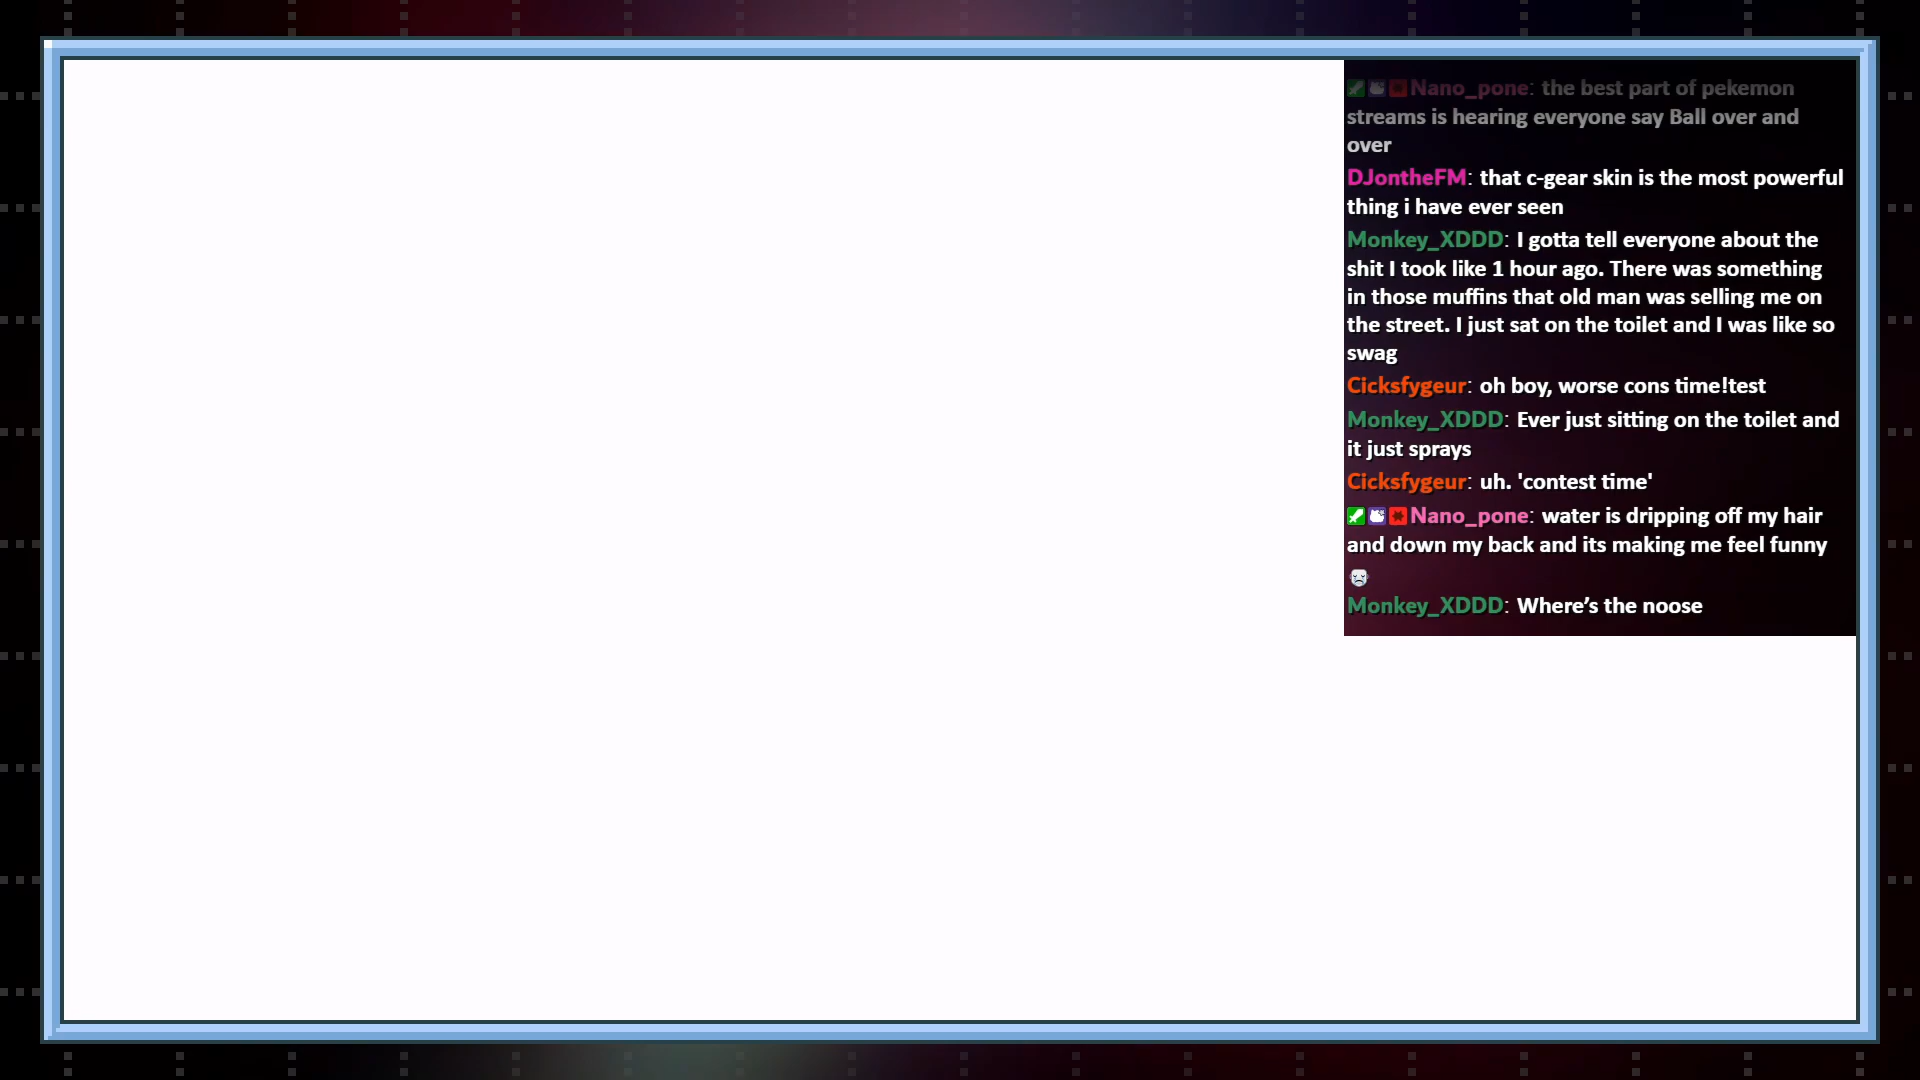 Nano_pone: the best part of pekemon
streams is hearing everyone say Ball over and
over
DJontheFM: that c-gear skin is the most powerful
thing i have ever seen
Monkey_XDDD: I gotta tell everyone about the
shit I took like 1 hour ago. There was something
in those muffins that old man was selling me on
the street. I just sat on the toilet and I was like so
swag
Cicksfygeur: oh boy, worse cons time!test
Monkey_XDDD: Ever just sitting on the toilet and
it just sprays
Cicksfygeur: uh. 'contest time'
Nano_pone: water is dripping off my hair
and down my back and its making me feel funny
Monkey_XDDD: Where’s the noose